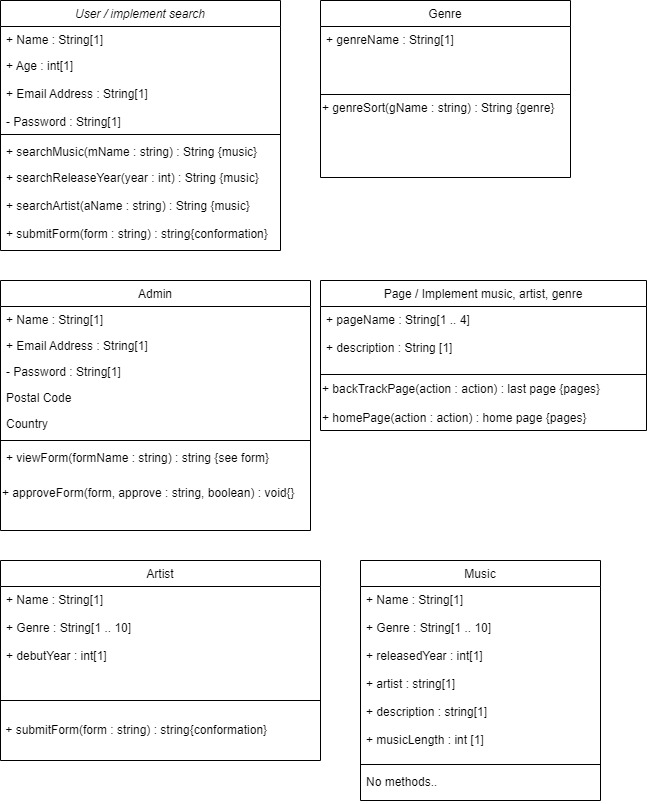 User / implement search
+ Name : String[1]
+ Age : int[1]
+ Email Address : String[1]
- Password : String[1]
+ searchMusic(mName : string) : String {music}
+ searchReleaseYear(year : int) : String {music}
+ searchArtist(aName : string) : String {music}
+ submitForm(form : string) : string{conformation}
Genre
+ genreName : String[1]
+ genreSort(gName : string) : String {genre}
Admin
+ Name : String[1]
+ Email Address : String[1]
- Password : String[1]
Postal Code
Country
+ viewForm(formName : string) : string {see form}
+ approveForm(form, approve : string, boolean) : void{}
Page / Implement music, artist, genre
+ pageName : String[1 .. 4]
+ description : String [1]
+ backTrackPage(action : action) : last page {pages}
+ homePage(action : action) : home page {pages}
Artist
+ Name : String[1]
+ Genre : String[1 .. 10]
+ debutYear : int[1]
+ submitForm(form : string) : string{conformation}
Music
+ Name : String[1]
+ Genre : String[1 .. 10]
+ releasedYear : int[1]
+ artist : string[1]
+ description : string[1]
+ musicLength : int [1]
No methods..